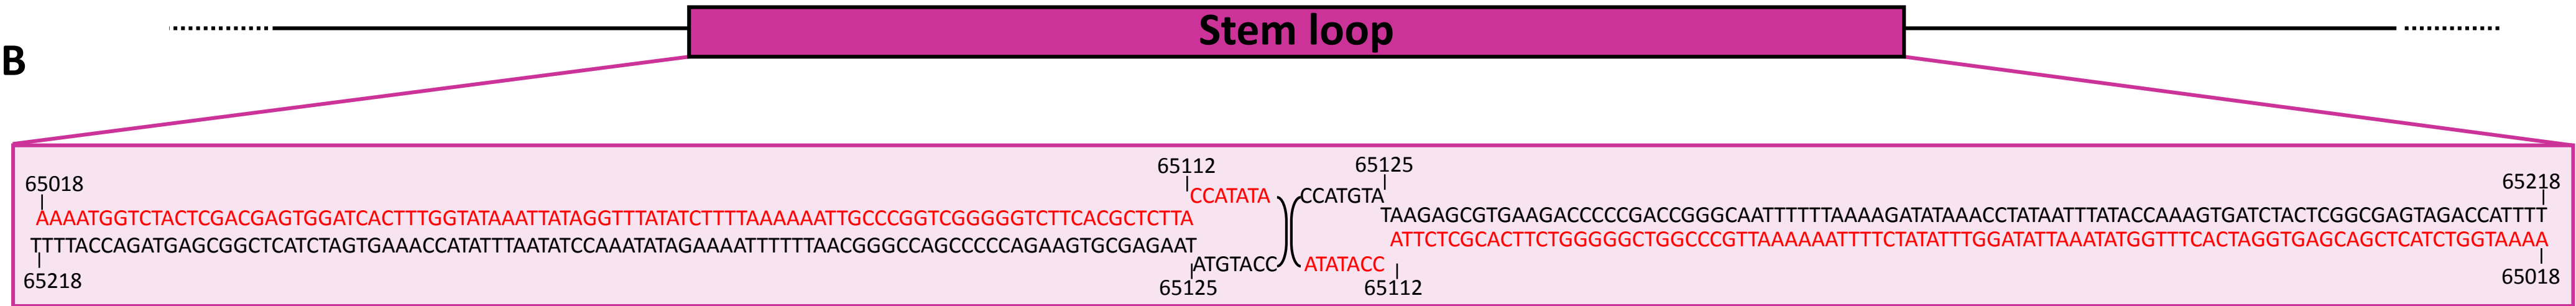 Stem loop
B
65112 65125
65018 65218
CCATATA CCATGTA
AAAATGGTCTACTCGACGAGTGGATCACTTTGGTATAAATTATAGGTTTATATCTTTTAAAAAATTGCCCGGTCGGGGGTCTTCACGCTCTTA TAAGAGCGTGAAGACCCCCGACCGGGCAATTTTTTAAAAGATATAAACCTATAATTTATACCAAAGTGATCTACTCGGCGAGTAGACCATTTT
TTTTACCAGATGAGCGGCTCATCTAGTGAAACCATATTTAATATCCAAATATAGAAAATTTTTTAACGGGCCAGCCCCCAGAAGTGCGAGAAT ATTCTCGCACTTCTGGGGGCTGGCCCGTTAAAAAATTTTCTATATTTGGATATTAAATATGGTTTCACTAGGTGAGCAGCTCATCTGGTAAAA
ATGTACC ATATACC
65218 65018
65125 65112